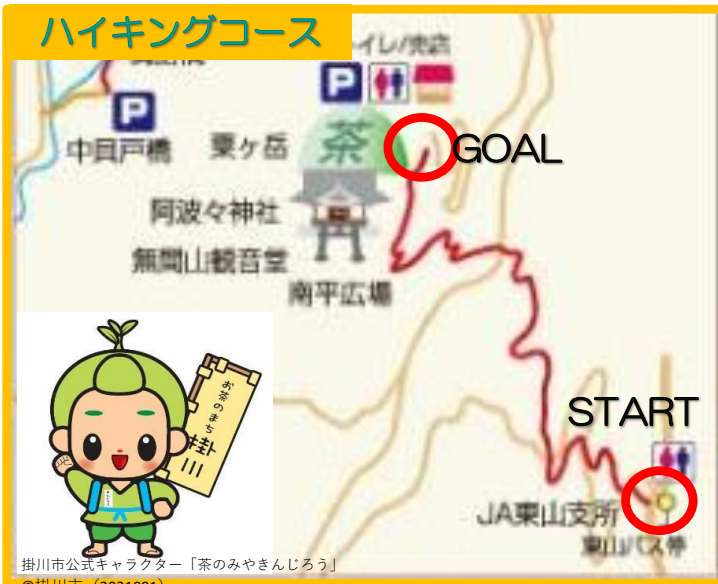 ハイキングコース
イレ/売店
P
P
中貝戸橋
粟ヶ岳
茶
GOAL
阿波々神社
無間山観音堂
南平広場
お茶のまち
掛川
START
JA東山支所
東山バス停
掛川市公式キャラクター「茶のみやきんじろう」